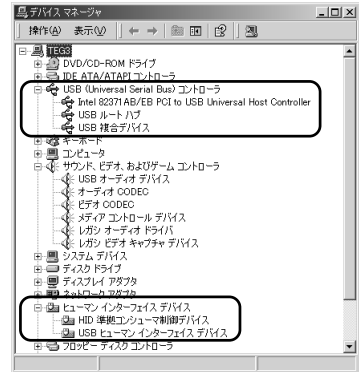 デバイス マネージャ
操作(A) 表示(V)
TEG3
DVD/CD-ROM ドライブ
IDE ATA/ATAPI コントローラ
USB (Universal Serial Bus) コントローラ
Intel 82371AB/EB PCI to USB Universal Host Controller
USB ルート ハブ
USB 複合デバイス
キーボード
コンピュータ
サウンド、ビデオ、およびゲーム コントローラ
USB オーディオ デバイス
オーディオ CODEC
ビデオ CODEC
メディア コントロール デバイス
レガシ オーディオ ドライバ
レガシ ビデオ キャプチャ デバイス
システム デバイス
ディスク ドライブ
ディスプレイ アダプタ
ネットワーク アダプタ
ヒューマン インターフェイス デバイス
HID 準拠コンシューマ制御デバイス
USB ヒューマン インターフェイス デバイス
フロッピー ディスク コントローラ